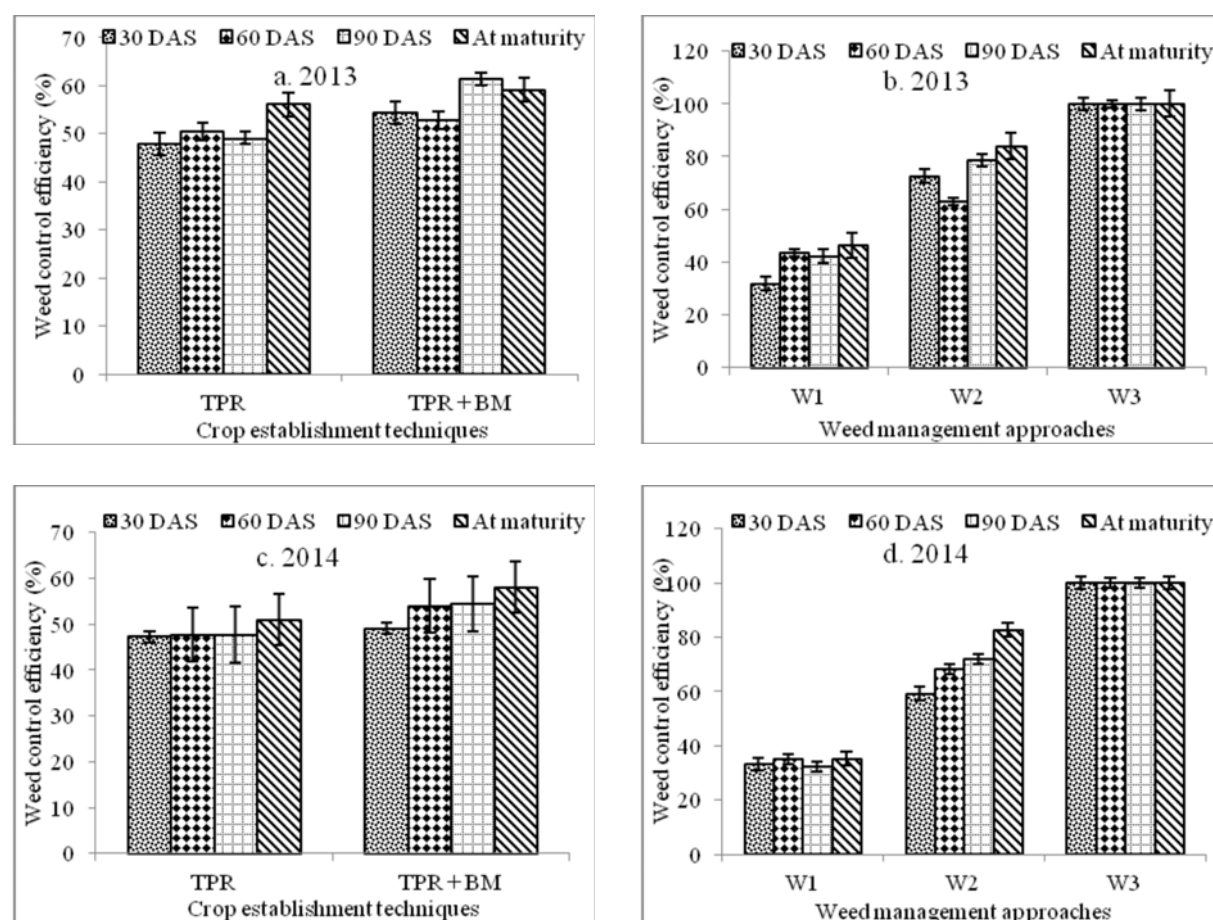 30 DAS 60 DAS 90 DAS At maturity
a. 2013
Weed control efficiency (%)
70
60
50
40
30
20
10
0
TPR TPR+BM
Crop establishment techniques
30 DAS 60 DAS 90 DAS At maturity
b. 2013
Weed control efficiency (%)
120
100
80
60
40
20
0
W1 W2 W3
Weed management approaches
30 DAS 60 DAS 90 DAS At maturity
c. 2014
Weed control efficiency (%)
70
60
50
40
30
20
10
0
TPR TPR+BM
Crop establishment techniques
30 DAS 60 DAS 90 DAS At maturity
d. 2014
Weed control efficiency (%)
120
100
80
60
40
20
0
W1 W2 W3
Weed management approaches